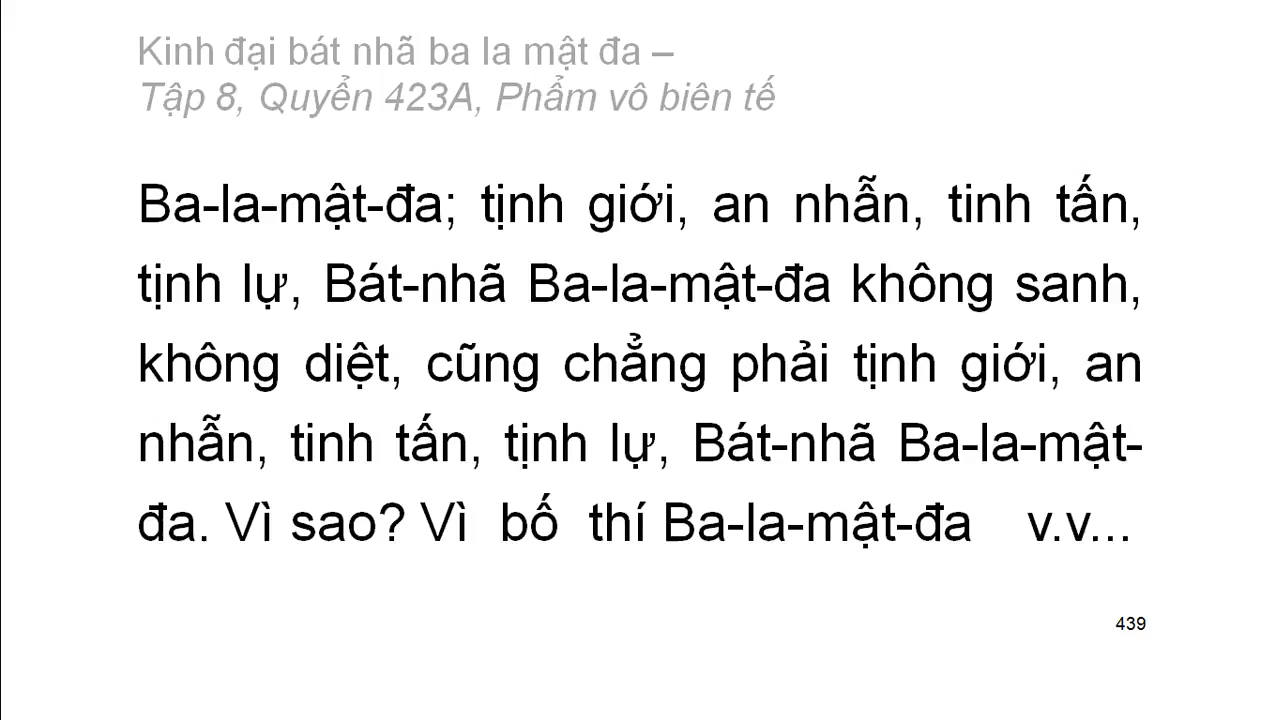 Kinh đại bát nhã ba la mật đa –
Tập 8, Quyển 423A, Phẩm vô biên tế
Ba-la-mật-đa; tịnh giới, an nhẫn, tinh tấn,
tịnh lự, Bát-nhã Ba-la-mật-đa không sanh,
không diệt, cũng chẳng phải tịnh giới, an
nhẫn, tinh tấn, tịnh lự, Bát-nhã Ba-la-mật-
đa. Vì sao? Vì bố thí Ba-la-mật-đa v.v...
439